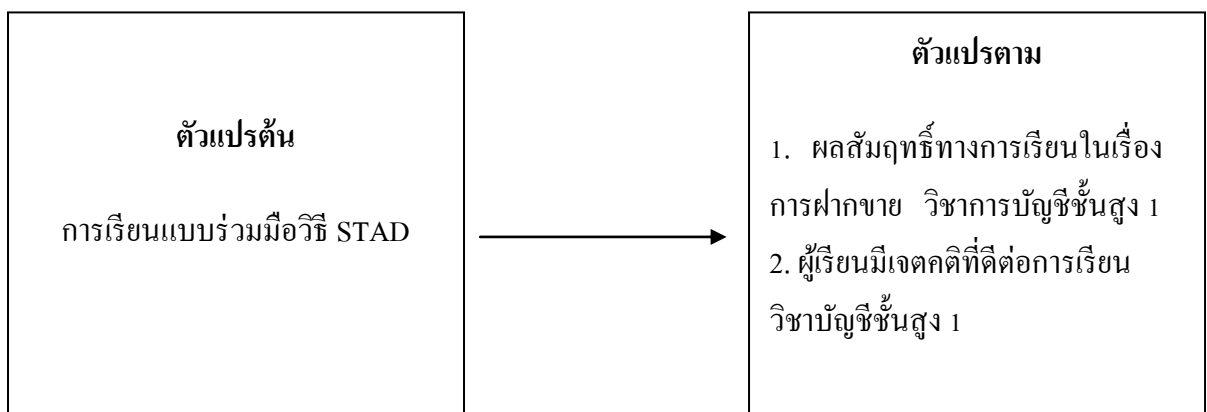 ตัวแปรต้น
การเรียนแบบร่วมมือวิธี STAD
ตัวแปรตาม
1. ผลสัมฤทธิ์ทางการเรียนในเรื่อง
การฝากขาย วิชาการบัญชีชั้นสูง 1
2. ผู้เรียนมีเจตคติที่ดีต่อการเรียน
วิชาบัญชีชั้นสูง 1